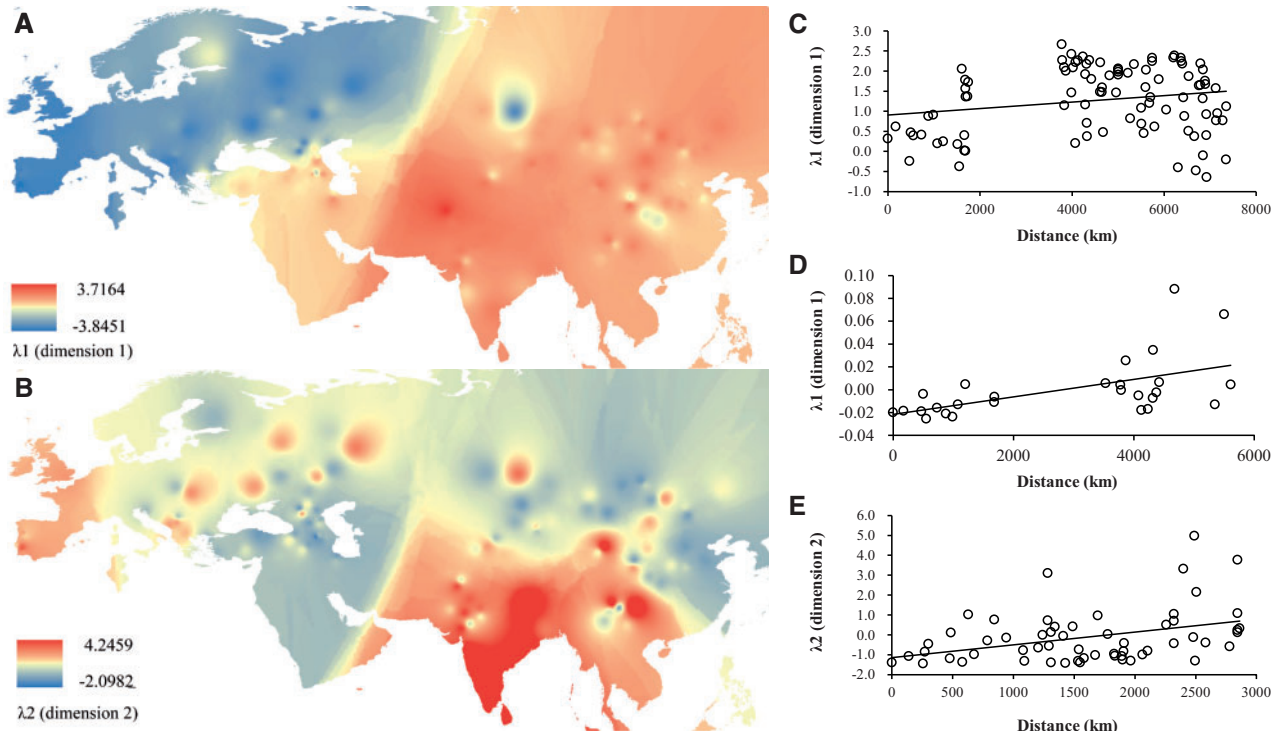 A
3.7164
-3.8451
λ1 (dimension 1)
B
4.2459
-2.0982
λ2 (dimension 2)
C
3.0
2.5
2.0
1.5
1.0
0.5
0.0
-0.5
-1.0
λ1 (dimension 1)
0 2000 4000 6000 8000
Distance (km)
D
0.10
0.08
0.06
0.04
0.02
0.00
-0.02
-0.04
λ1 (dimension 1)
0 2000 4000 6000
Distance (km)
E
6.0
5.0
4.0
3.0
2.0
1.0
0.0
-1.0
-2.0
λ2 (dimension 2)
0 500 1000 1500 2000 2500 3000
Distance (km)